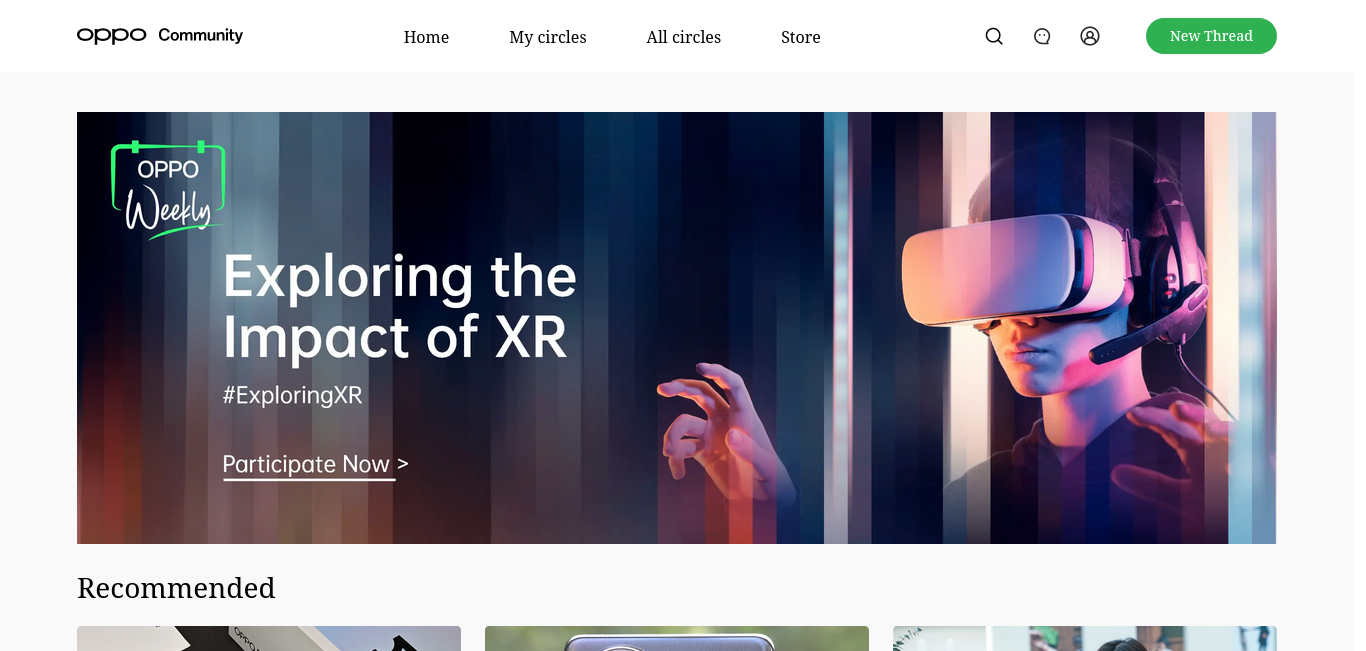 oppo Community
Home
My circles
All circles
Store
New Thread
OPPO
Weekly
Exploring the
Impact of XR
#ExploringXR
Participate Now >
Recommended
OPPO